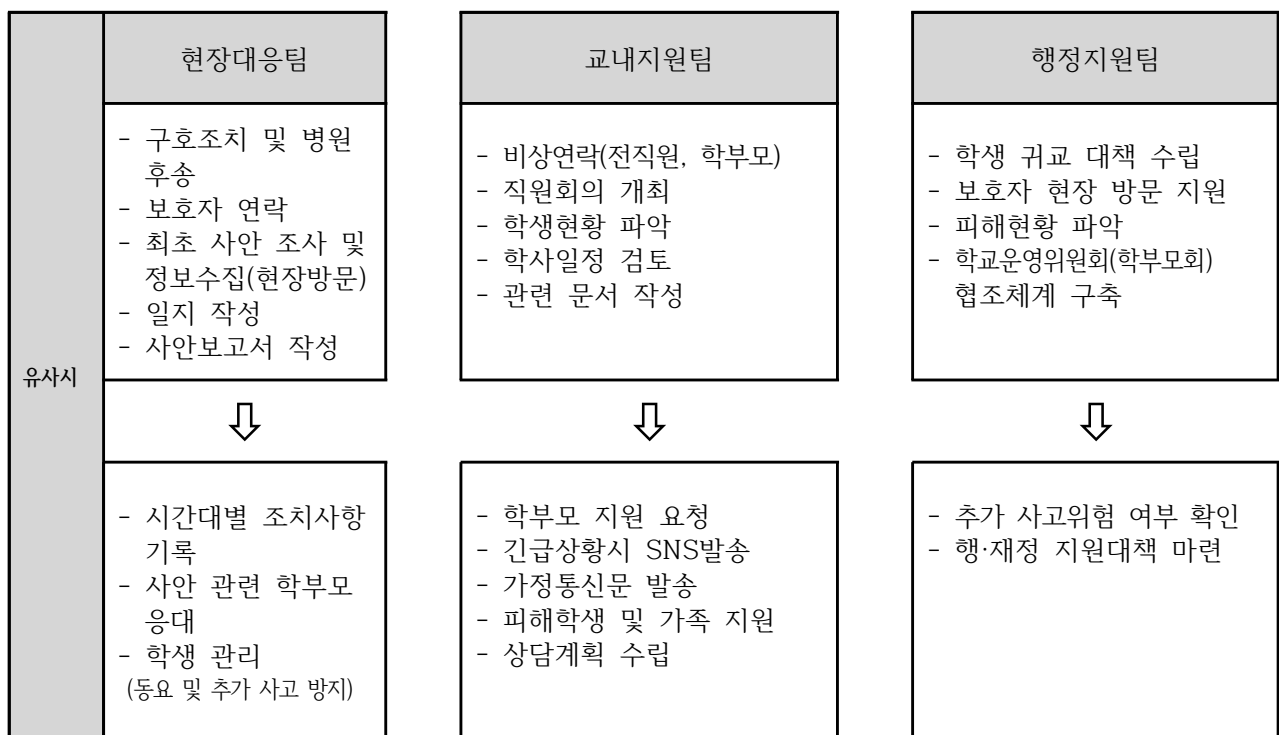 유사시
현장대응팀
- 구호조치 및 병원
후송
- 보호자 연락
- 최초 사안 조사 및
정보수집(현장방문)
- 일지 작성
- 사안보고서 작성
교내지원팀
- 비상연락(전직원, 학부모)
- 직원회의 개최
- 학생현황 파악
- 학사일정 검토
- 관련 문서 작성
행정지원팀
- 학생 귀교 대책 수립
- 보호자 현장 방문 지원
- 피해현황 파악
- 학교운영위원회(학부모회)
협조체계 구축
- 시간대별 조치사항
기록
- 사안 관련 학부모
응대
- 학생 관리
(동요 및 추가 사고 방지)
- 학부모 지원 요청
- 긴급상황시 SNS발송
- 가정통신문 발송
- 피해학생 및 가족 지원
- 상담계획 수립
- 추가 사고위험 여부 확인
- 행·재정 지원대책 마련